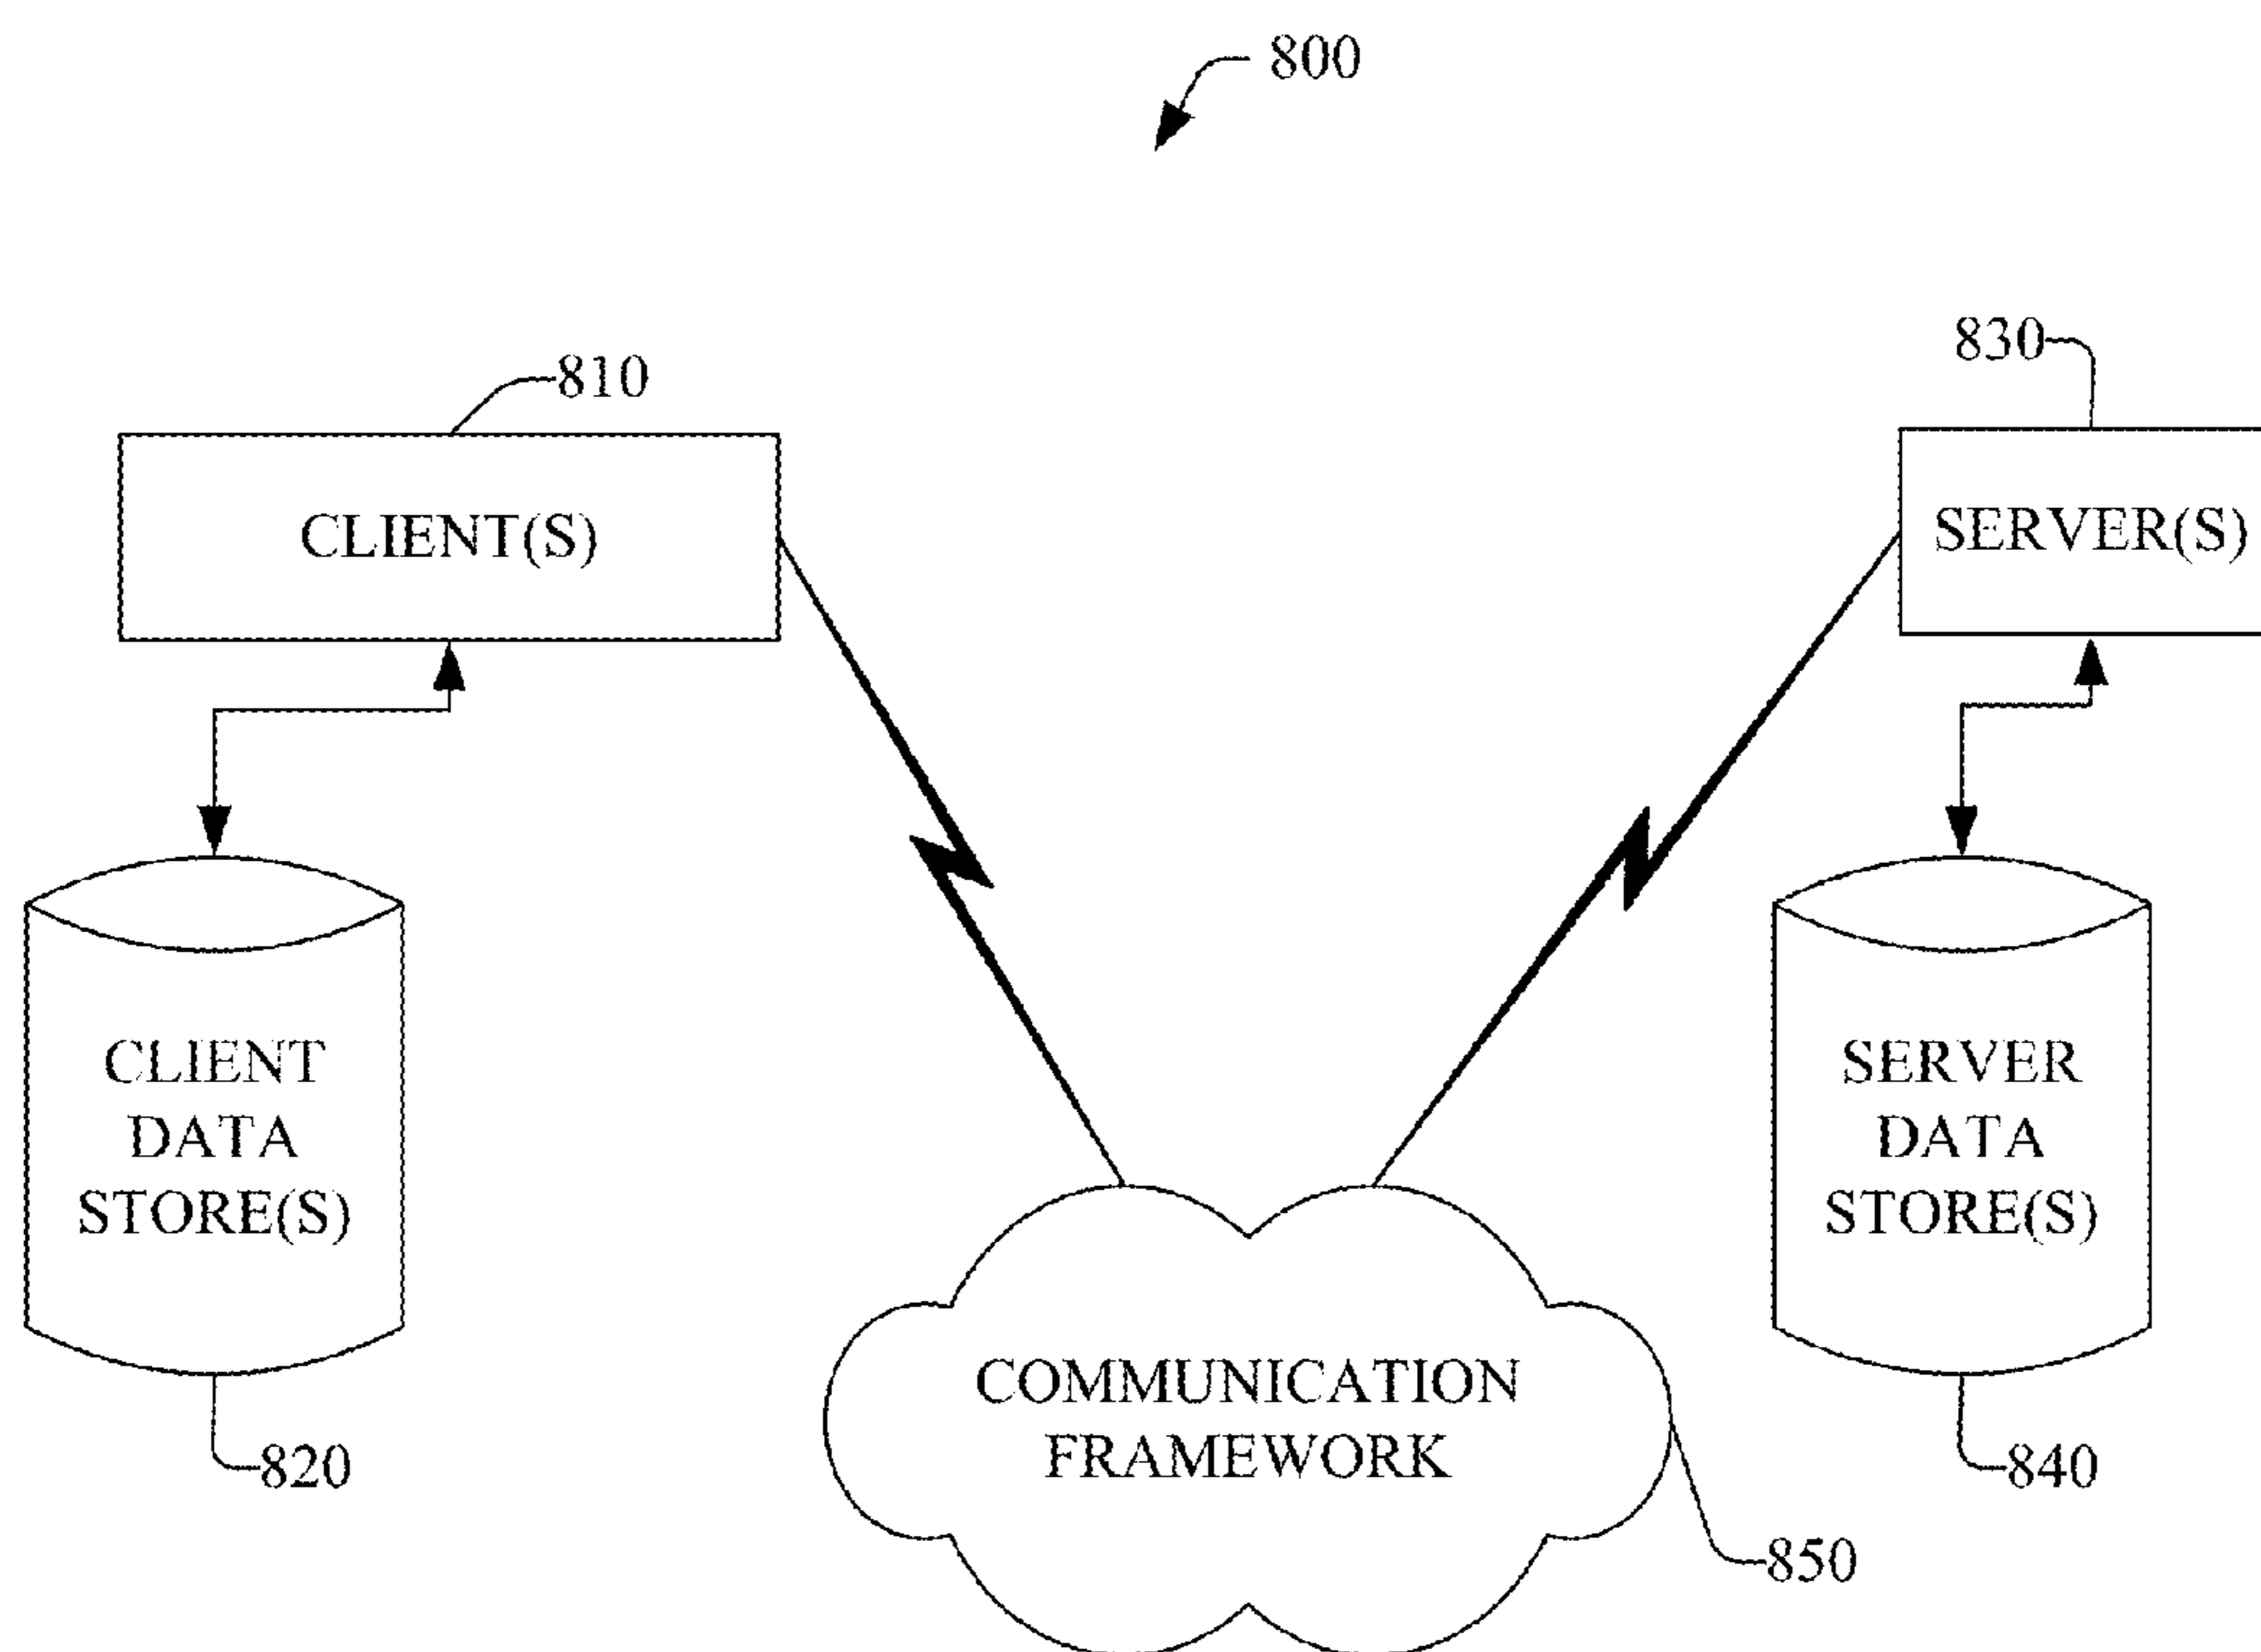 800
810
830
CLIENT(S)
SERVER(S)
CLIENT
DATA
STORE(S)
SERVER
DATA
STORE(S)
COMMUNICATION
FRAMEWORK
820
840
850